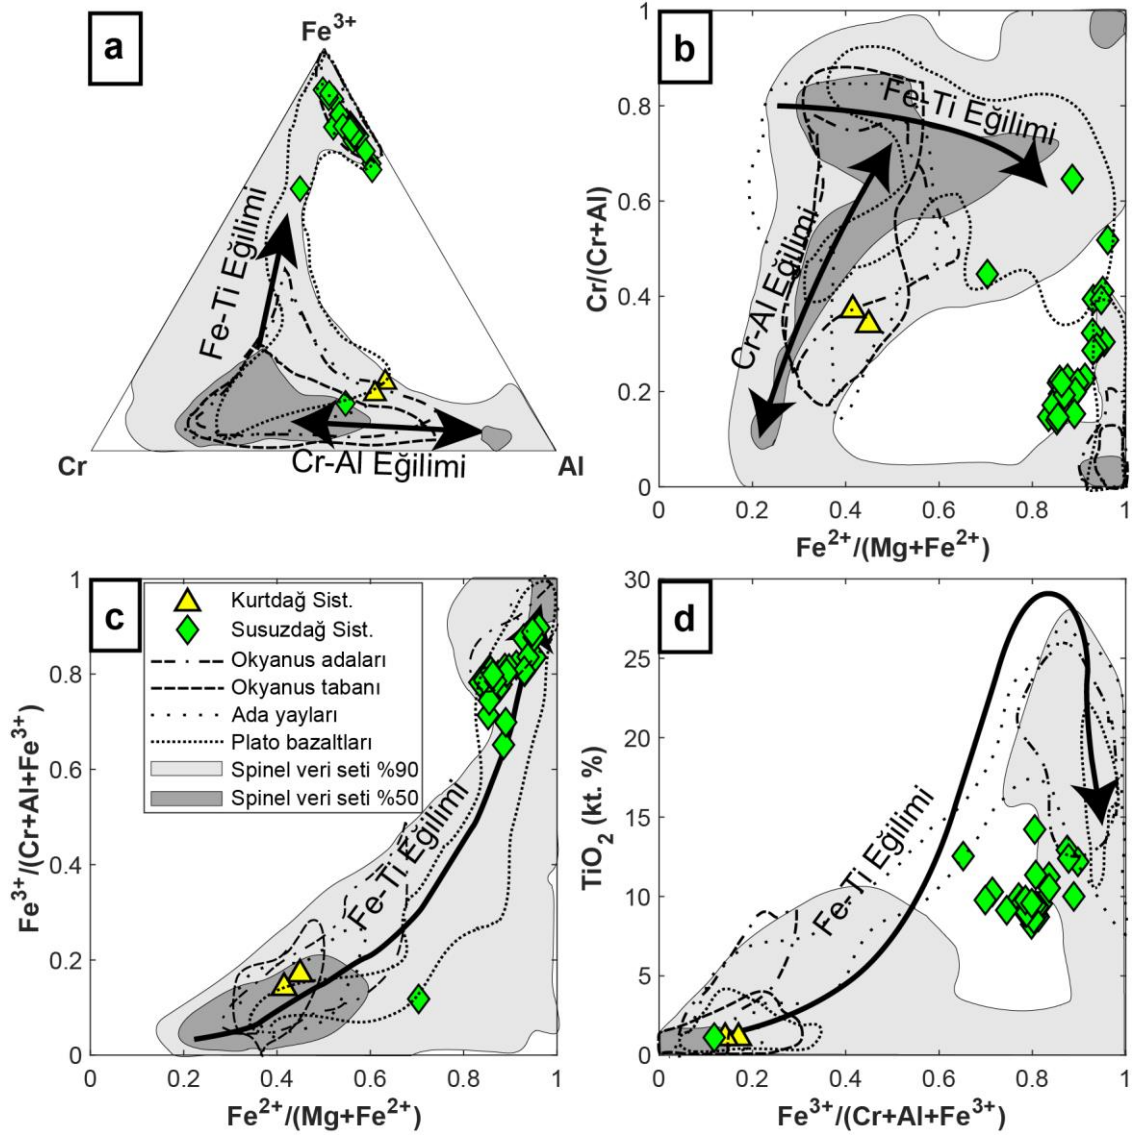 a
Fe3+
Fe-Ti Eğilimi
Cr-Al Eğilimi
Cr
Al
b
Cr/(Cr+Al)
1
0.8
0.6
0.4
0.2
0
Fe-Ti Eğilimi
Cr-Al Eğilimi
0
0.2
0.4
0.6
0.8
1
Fe2+/(Mg+Fe2+)
c
Fe3+/(Cr+Al+Fe3+)
1
0.8
0.6
0.4
0.2
0
Kurtdağ Sist.
Susuzdağ Sist.
Okyanus adaları
Okyanus tabanı
Ada yayları
Plato bazaltları
Spinel veri seti %90
Spinel veri seti %50
Fe-Ti Eğilimi
0
0.2
0.4
0.6
0.8
1
Fe2+/(Mg+Fe2+)
d
TiO2 (kt. %)
30
25
20
15
10
5
0
Fe-Ti Eğilimi
0
0.2
0.4
0.6
0.8
1
Fe3+/(Cr+Al+Fe3+)